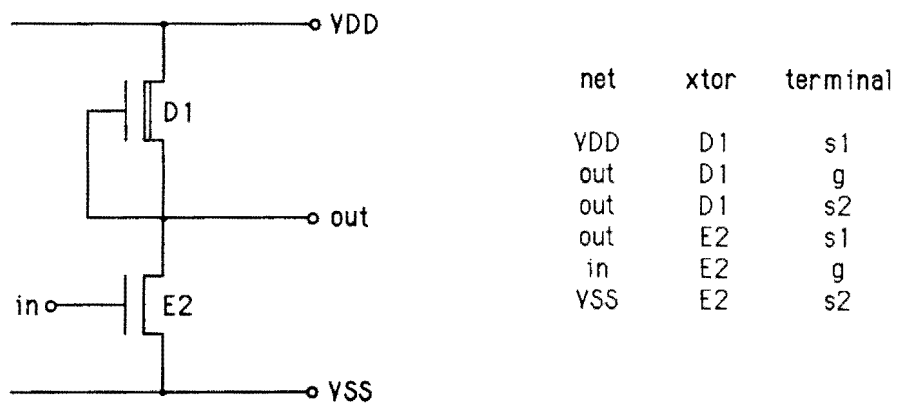 VDD
D1
out
in
E2
VSS
net xtor terminal
VDD D1 s1
out D1 g
out D1 s2
out E2 s1
in E2 g
VSS E2 s2